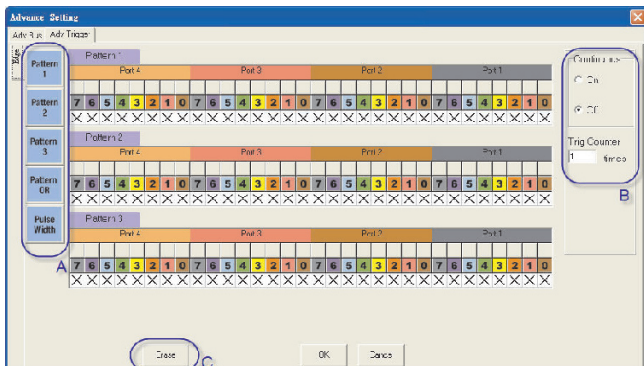 Advance Setting
Adv Bus Adv Trigger
Edge
Pattern 1
Pattern 2
Pattern 3
Pattern OR
Pulse Width
A
Pattern 1
Port 4 Port 3 Port 2 Port 1
7 6 5 4 3 2 1 0 7 6 5 4 3 2 1 0 7 6 5 4 3 2 1 0 7 6 5 4 3 2 1 0
X X X X X X X X X X X X X X X X X X X X X X X X X X X X X X X X
Pattern 2
Port 4 Port 3 Port 2 Port 1
7 6 5 4 3 2 1 0 7 6 5 4 3 2 1 0 7 6 5 4 3 2 1 0 7 6 5 4 3 2 1 0
X X X X X X X X X X X X X X X X X X X X X X X X X X X X X X X X
Pattern 3
Port 4 Port 3 Port 2 Port 1
7 6 5 4 3 2 1 0 7 6 5 4 3 2 1 0 7 6 5 4 3 2 1 0 7 6 5 4 3 2 1 0
X X X X X X X X X X X X X X X X X X X X X X X X X X X X X X X X
Continuous
On
Off
Trig Counter
1 times
B
Erase C OK Cancel